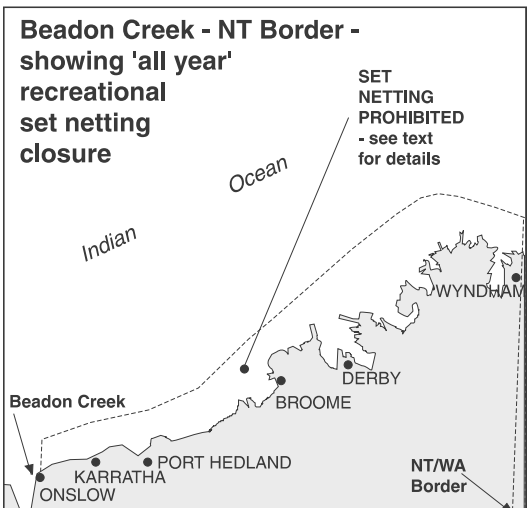 Beadon Creek - NT Border -
showing 'all year'
recreational
set netting
closure
SET
NETTING
PROHIBITED
- see text
for details
Indian
Ocean
WYNDHAM
DERBY
BROOME
Beadon Creek
PORT HEDLAND
KARRATHA
ONSLOW
NT/WA
Border